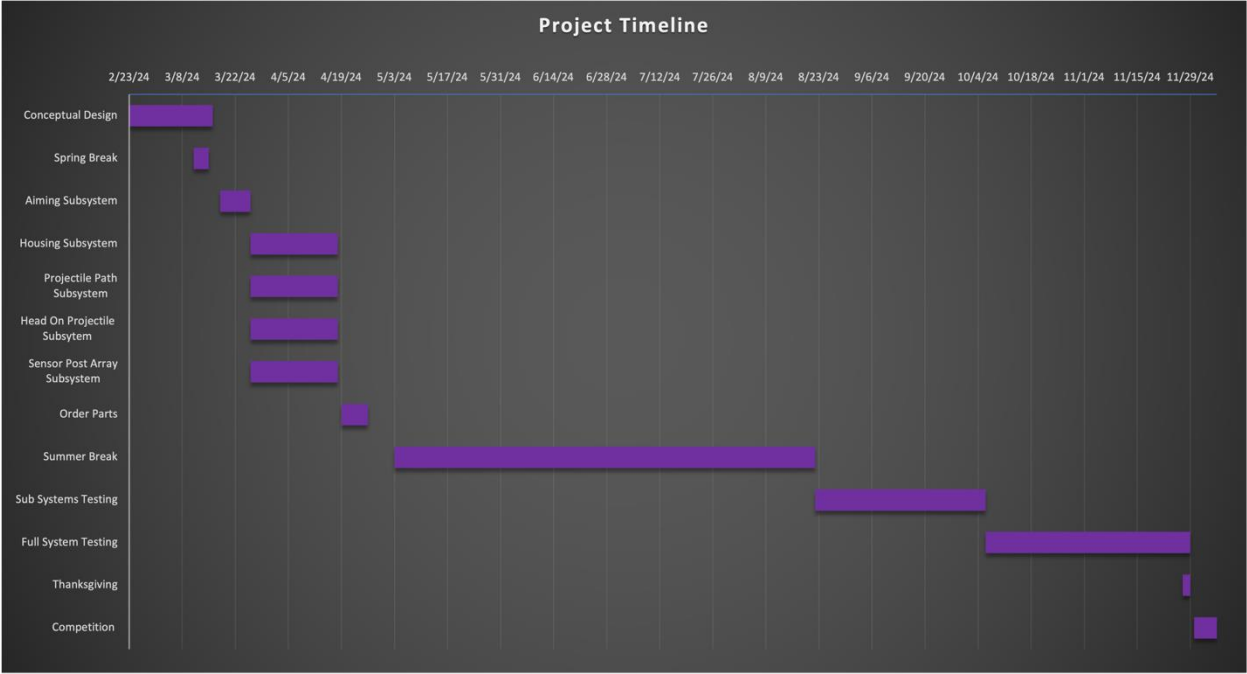 Project Timeline
2/23/24 3/8/24 3/22/24 4/5/24 4/19/24 5/3/24 5/17/24 5/31/24 6/14/24 6/28/24 7/12/24 7/26/24 8/9/24 8/23/24 9/6/24 9/20/24 10/4/24 10/18/24 11/1/24 11/15/24 11/29/24
Conceptual Design
Spring Break
Aiming Subsystem
Housing Subsystem
Projectile Path
Subsystem
Head On Projectile
Subsytem
Sensor Post Array
Subsystem
Order Parts
Summer Break
Sub Systems Testing
Full System Testing
Thanksgiving
Competition